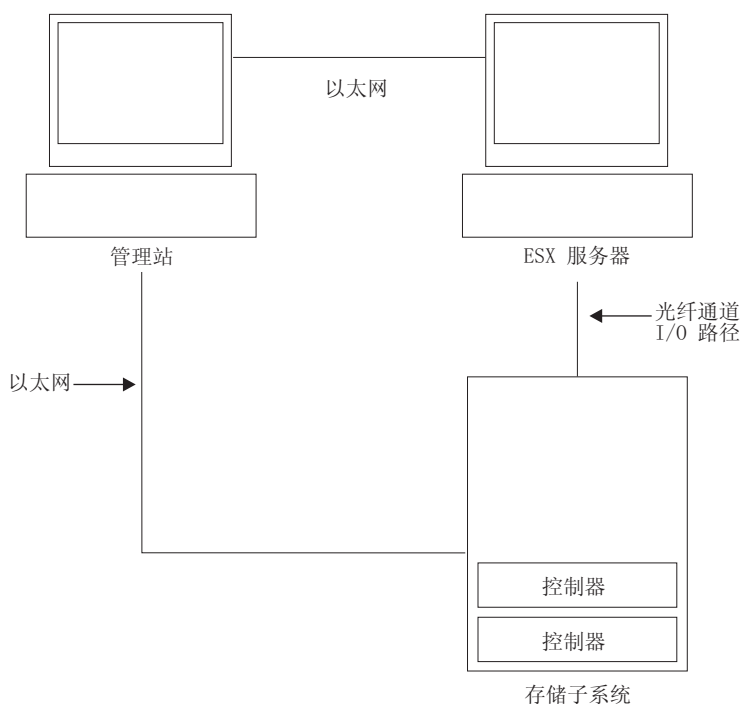 以太网
管理站
ESX 服务器
光纤通道
I/O 路径
以太网
控制器
控制器
存储子系统